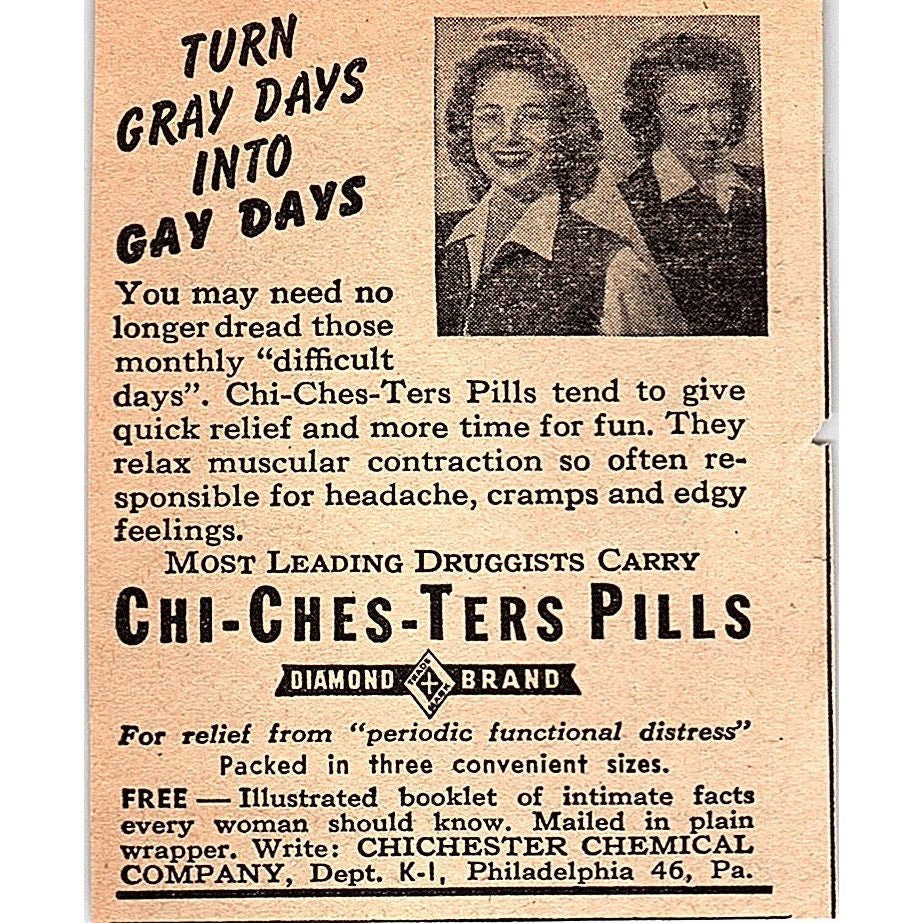 TURN
GRAY DAYS
INTO
GAY DAYS
You may need no
longer dread those
monthly “difficult
days”. Chi-Ches-Ters Pills tend to give
quick relief and more time for fun. They
relax muscular contraction so often re-
sponsible for headache, cramps and edgy
feelings.
MOST LEADING DRUGGISTS CARRY
CHI-CHES-TERS PILLS
DIAMOND TRADE MARK BRAND
For relief from “periodic functional distress”
Packed in three convenient sizes.
FREE — Illustrated booklet of intimate facts
every woman should know. Mailed in plain
wrapper. Write: CHICHESTER CHEMICAL
COMPANY, Dept. K-1, Philadelphia 46, Pa.